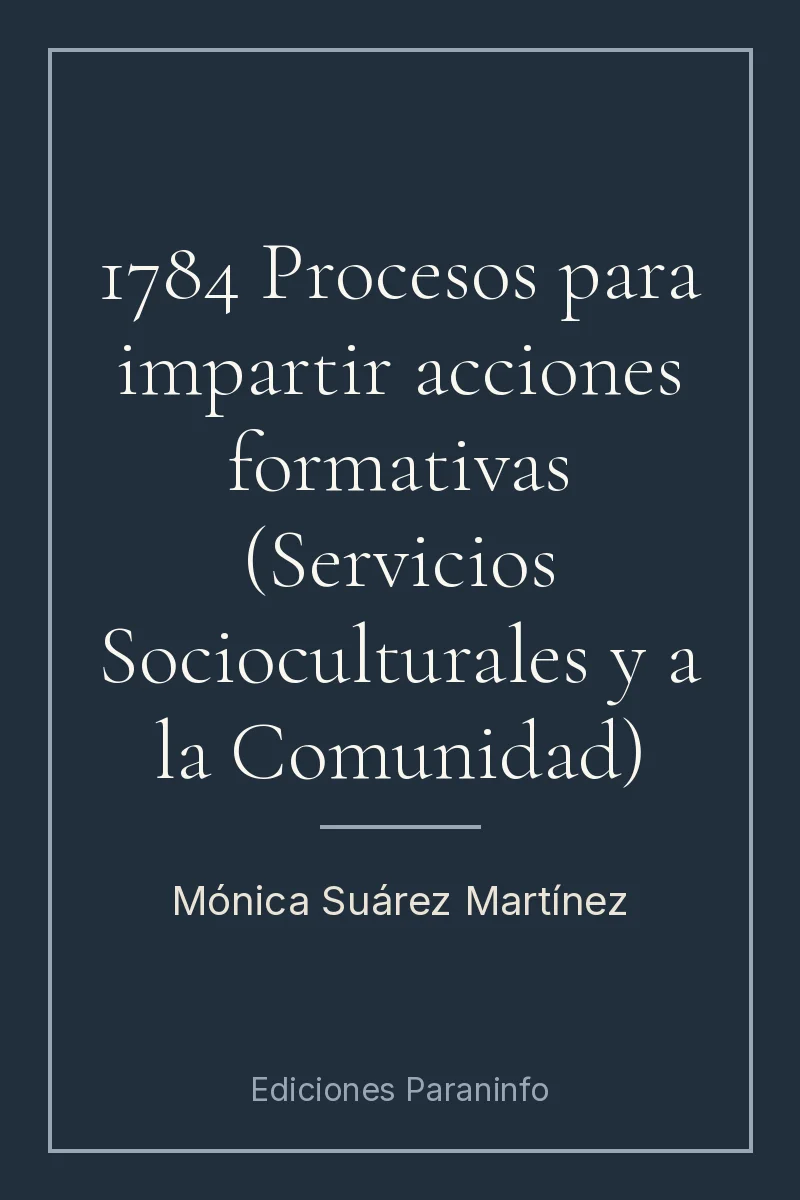 1784 Procesos para
impartir acciones
formativas
(Servicios
Socioculturales y a
la Comunidad)
Mónica Suárez Martínez
Ediciones Paraninfo